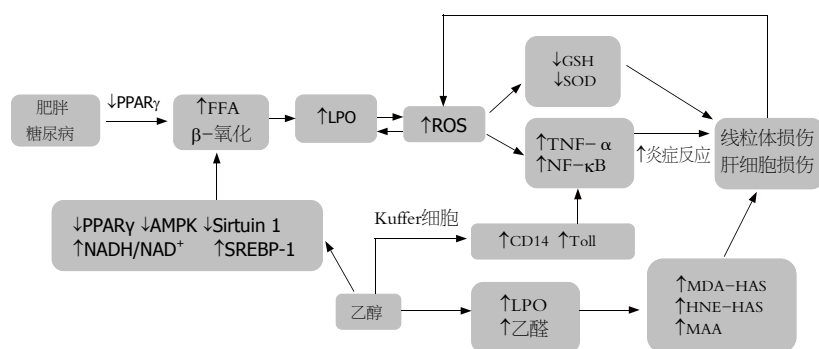 ↓GSH
↓SOD
肥胖
糖尿病
↓PPARγ
↑FFA
β-氧化
↑LPO
↑ROS
↑TNF-α
↑NF-κB
↑炎症反应
线粒体损伤
肝细胞损伤
↓PPARγ ↓AMPK ↓Sirtuin 1
↑NADH/NAD⁺ ↑SREBP-1
Kuffer细胞
↑CD14 ↑Toll
乙醇
↑LPO
↑乙醛
↑MDA-HAS
↑HNE-HAS
↑MAA